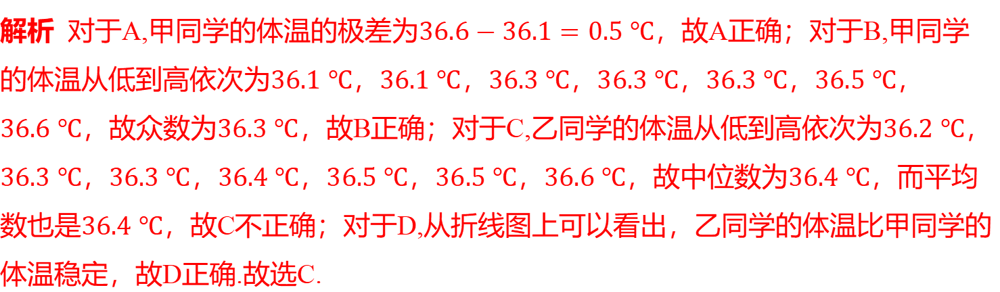 解析 对于A,甲同学的体温的极差为36.6 − 36.1 = 0.5 ℃，故A正确；对于B,甲同学
的体温从低到高依次为36.1 ℃，36.1 ℃，36.3 ℃，36.3 ℃，36.3 ℃，36.5 ℃，
36.6 ℃，故众数为36.3 ℃，故B正确；对于C,乙同学的体温从低到高依次为36.2 ℃，
36.3 ℃，36.3 ℃，36.4 ℃，36.5 ℃，36.5 ℃，36.6 ℃，故中位数为36.4 ℃，而平均
数也是36.4 ℃，故C不正确；对于D,从折线图上可以看出，乙同学的体温比甲同学的
体温稳定，故D正确.故选C.